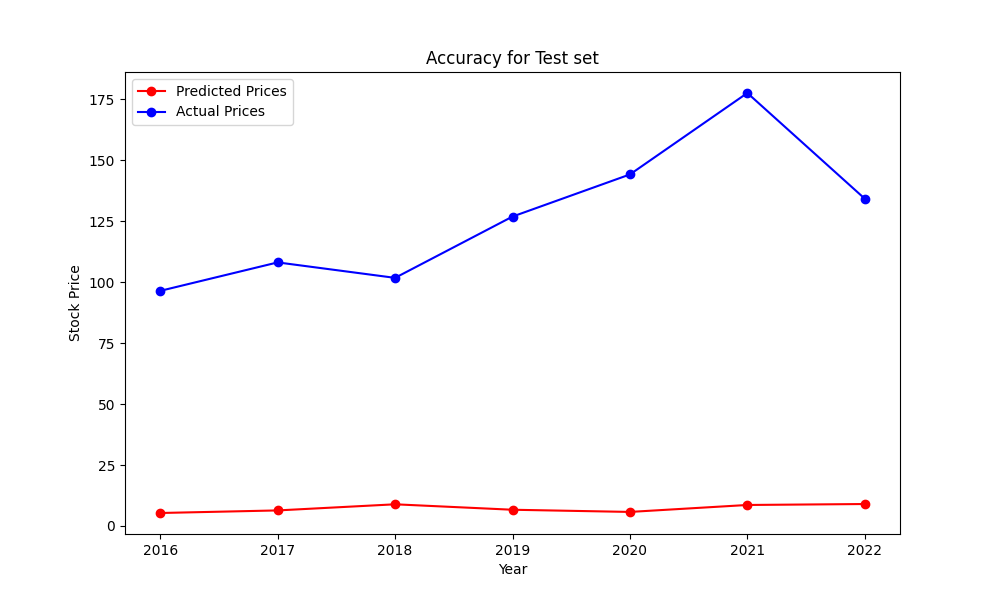 Accuracy for Test set
Predicted Prices
Actual Prices
175
150
125
100
75
50
25
0
Stock Price
2016 2017 2018 2019 2020 2021 2022
Year